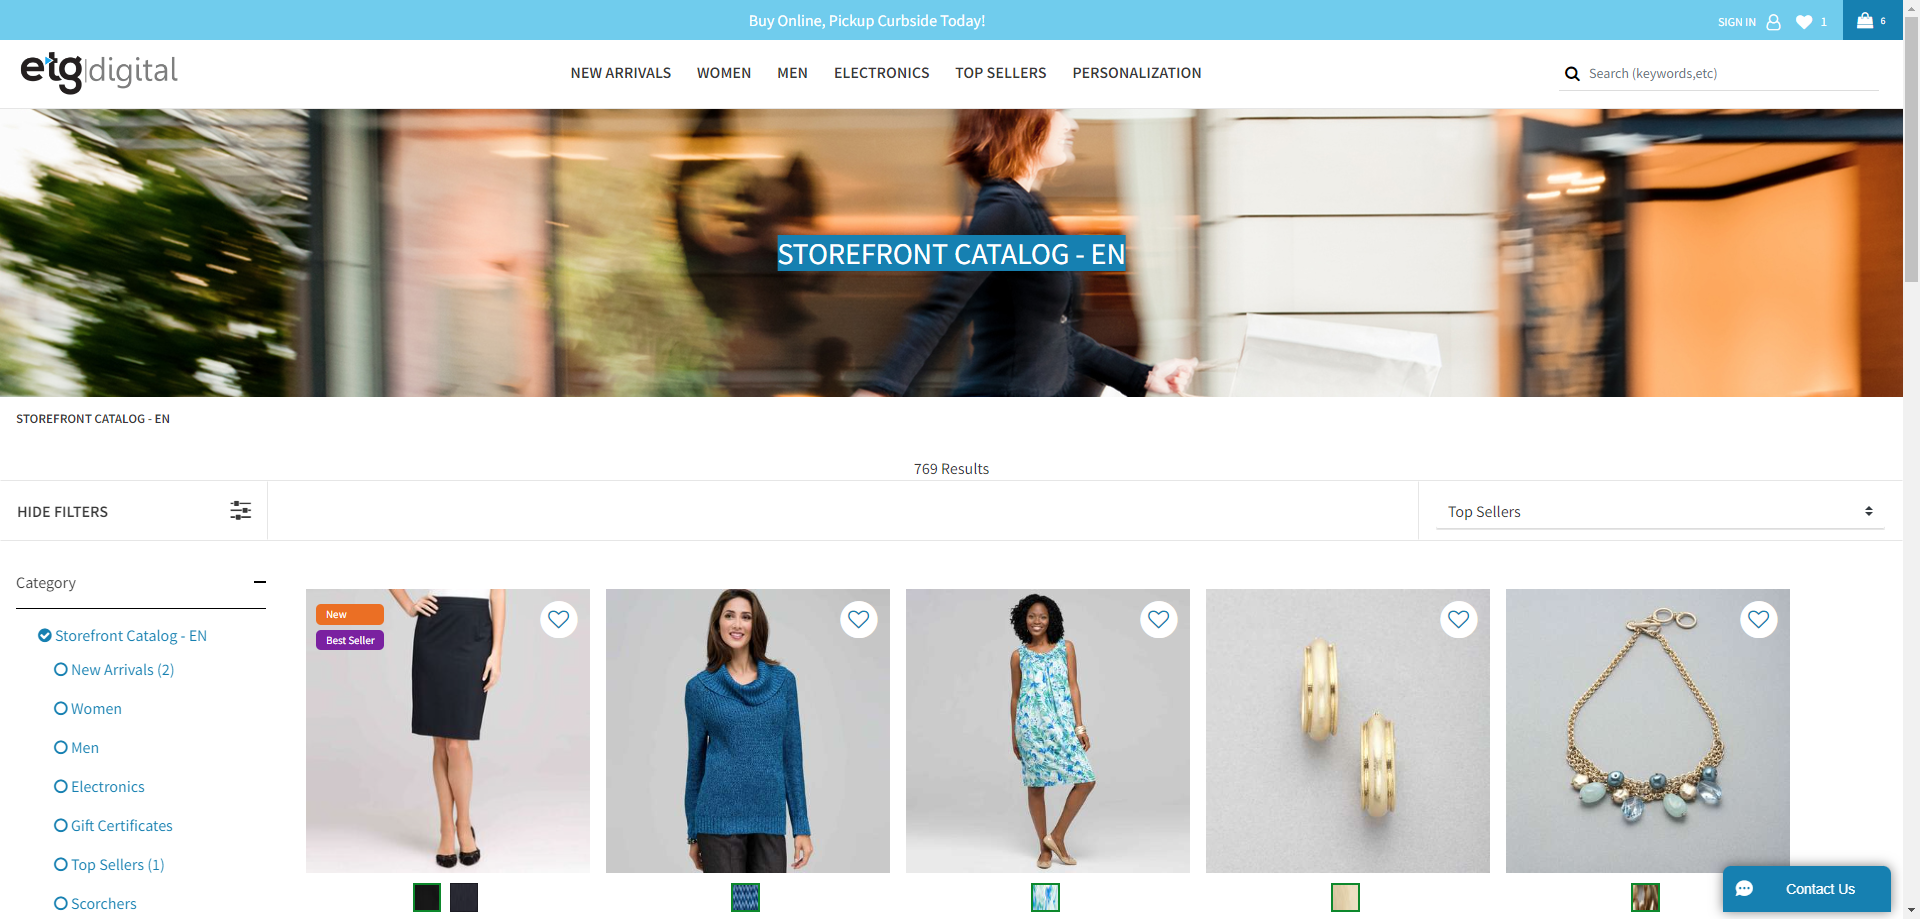 Buy Online, Pickup Curbside Today!
SIGN IN
1
6
etg|digital
NEW ARRIVALS
WOMEN
MEN
ELECTRONICS
TOP SELLERS
PERSONALIZATION
Search (keywords,etc)
STOREFRONT CATALOG - EN
STOREFRONT CATALOG - EN
769 Results
HIDE FILTERS
Top Sellers
Category
Storefront Catalog - EN
New Arrivals (2)
Women
Men
Electronics
Gift Certificates
Top Sellers (1)
Scorchers
New
Best Seller
Contact Us